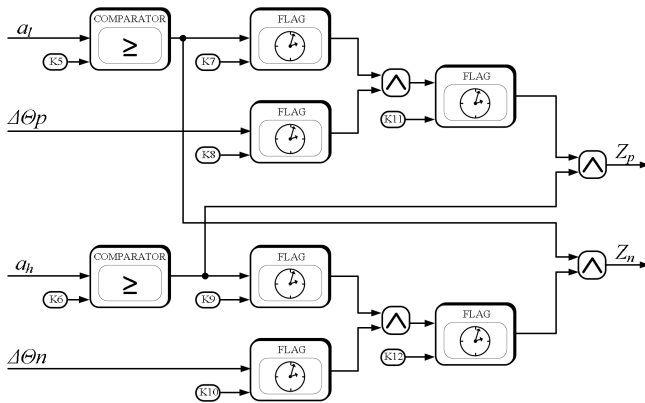 COMPARATOR
FLAG
a_l
≥
K5
K7
FLAG
FLAG
∧
ΔΘp
K11
K8
∧
Z_p
COMPARATOR
FLAG
Z_n
a_h
≥
∧
K6
K9
FLAG
FLAG
∧
ΔΘn
K12
K10